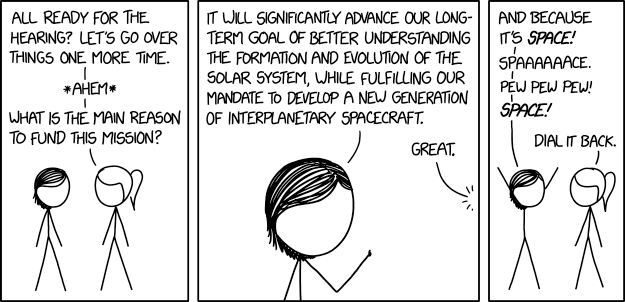 ALL READY FOR THE
HEARING? LET'S GO OVER
THINGS ONE MORE TIME.
*AHEM*
WHAT IS THE MAIN REASON
TO FUND THIS MISSION?
IT WILL SIGNIFICANTLY ADVANCE OUR LONG-
TERM GOAL OF BETTER UNDERSTANDING
THE FORMATION AND EVOLUTION OF THE
SOLAR SYSTEM, WHILE FULFILLING OUR
MANDATE TO DEVELOP A NEW GENERATION
OF INTERPLANETARY SPACECRAFT.
GREAT.
AND BECAUSE
IT'S SPACE!
SPAAAAAACE.
PEW PEW PEW!
SPACE!
DIAL IT BACK.